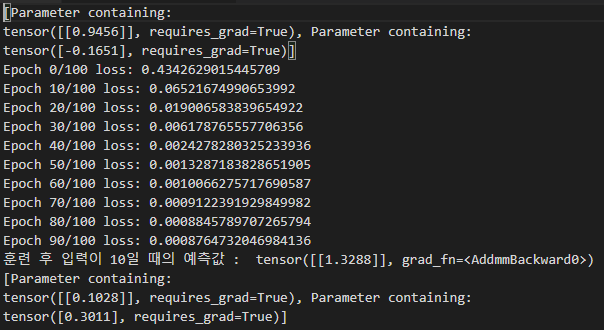 [Parameter containing:
tensor([[0.9456]], requires_grad=True), Parameter containing:
tensor([-0.1651], requires_grad=True)]
Epoch 0/100 loss: 0.4342629015445709
Epoch 10/100 loss: 0.06521674990653992
Epoch 20/100 loss: 0.019006583839654922
Epoch 30/100 loss: 0.006178765557706356
Epoch 40/100 loss: 0.0024278280325233936
Epoch 50/100 loss: 0.0013287183828651905
Epoch 60/100 loss: 0.0010066275717690587
Epoch 70/100 loss: 0.0009122391929849982
Epoch 80/100 loss: 0.0008845789707265794
Epoch 90/100 loss: 0.0008764732046984136
훈련 후 입력이 10일 때의 예측값 :  tensor([[1.3288]], grad_fn=<AddmmBackward0>)
[Parameter containing:
tensor([[0.1028]], requires_grad=True), Parameter containing:
tensor([0.3011], requires_grad=True)]